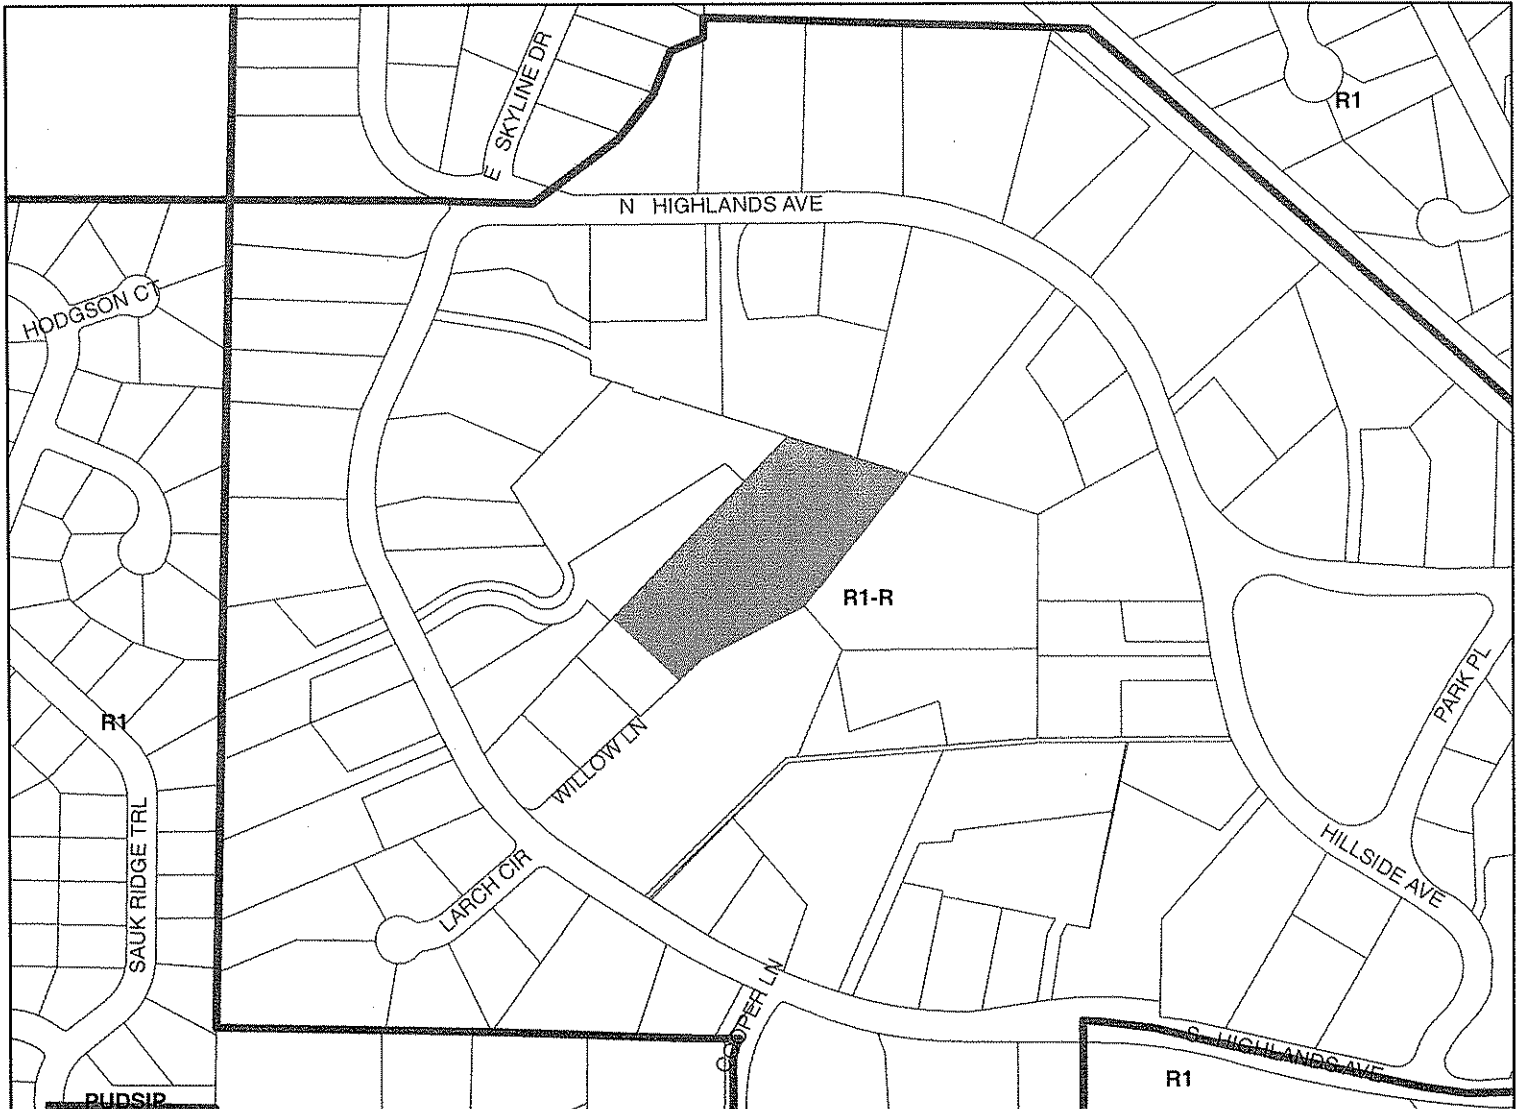 E SKYLINE DR
R1
N HIGHLANDS AVE
HODGSON CT
R1-R
PARK PL
R1
WILLOW LN
SAUK RIDGE TRL
HILLSIDE AVE
LARCH CIR
COOPER LN
S HIGHLANDS AVE
R1
PUDSIP